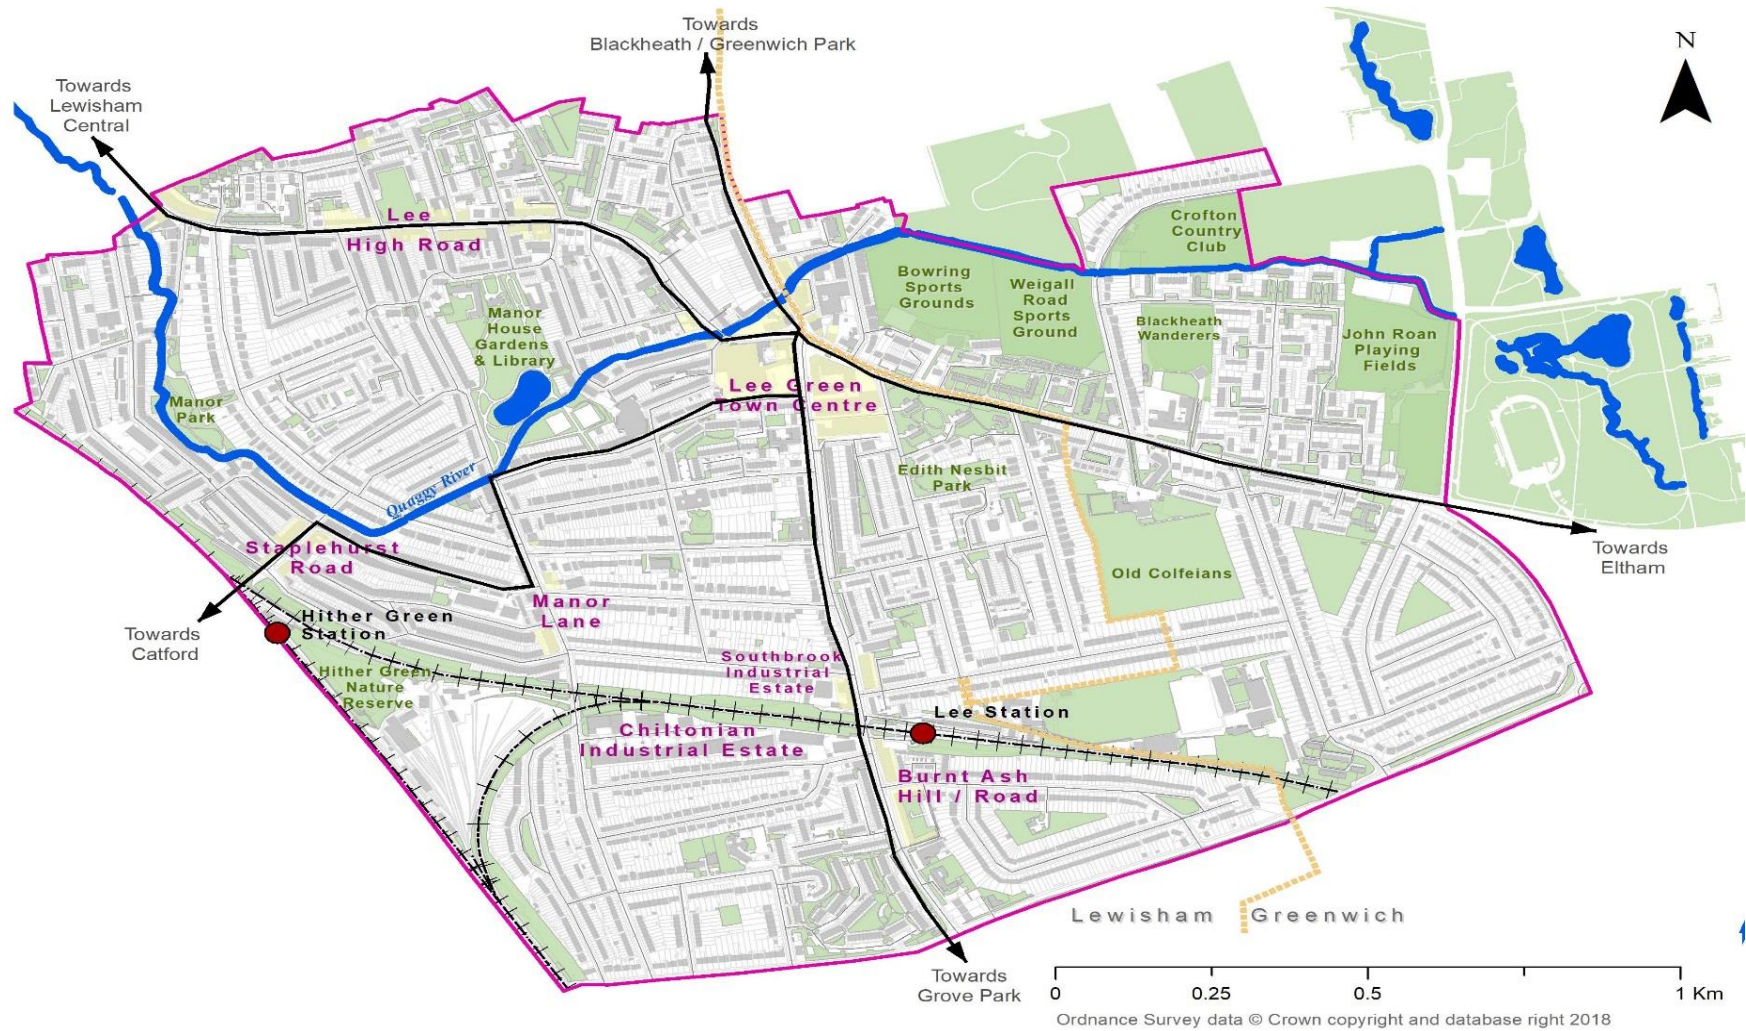 Towards
Blackheath / Greenwich Park
N
Towards
Lewisham
Central
Lee
High Road
Crofton
Country
Club
Bowring
Sports
Grounds
Weigall
Road
Sports
Ground
Manor
House
Gardens
& Library
Blackheath
Wanderers
John Roan
Playing
Fields
Lee Green
Town Centre
Manor
Park
Edith Nesbit
Park
Quaggy River
Staplehurst
Road
Towards
Eltham
Old Colfeians
Manor
Lane
Hither Green
Station
Towards
Catford
Southbrook
Industrial
Estate
Hither Green
Nature
Reserve
Lee Station
Chiltonian
Industrial Estate
Burnt Ash
Hill / Road
Lewisham
Greenwich
Towards
Grove Park
0
0.25
0.5
1 Km
Ordnance Survey data © Crown copyright and database right 2018